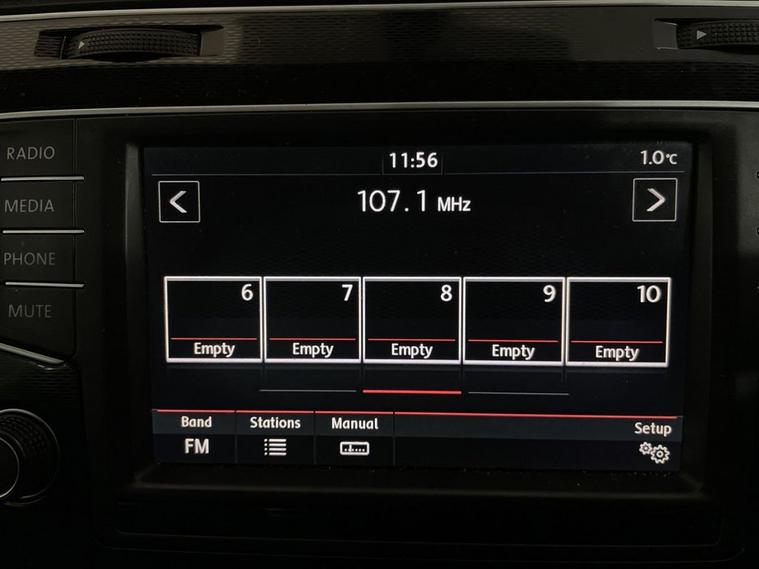 11:56 1.0°C
RADIO
107.1 MHz
MEDIA
PHONE
MUTE
6 7 8 9 10
Empty Empty Empty Empty Empty
Band Stations Manual Setup
FM